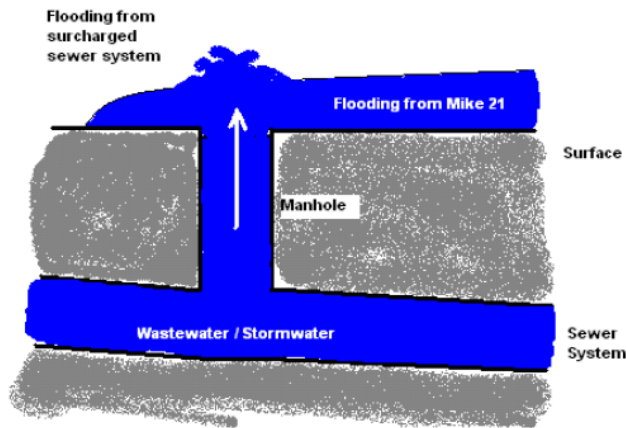 Flooding from
surcharged
sewer system
Flooding from Mike 21
Surface
Manhole
Wastewater / Stormwater
Sewer
System